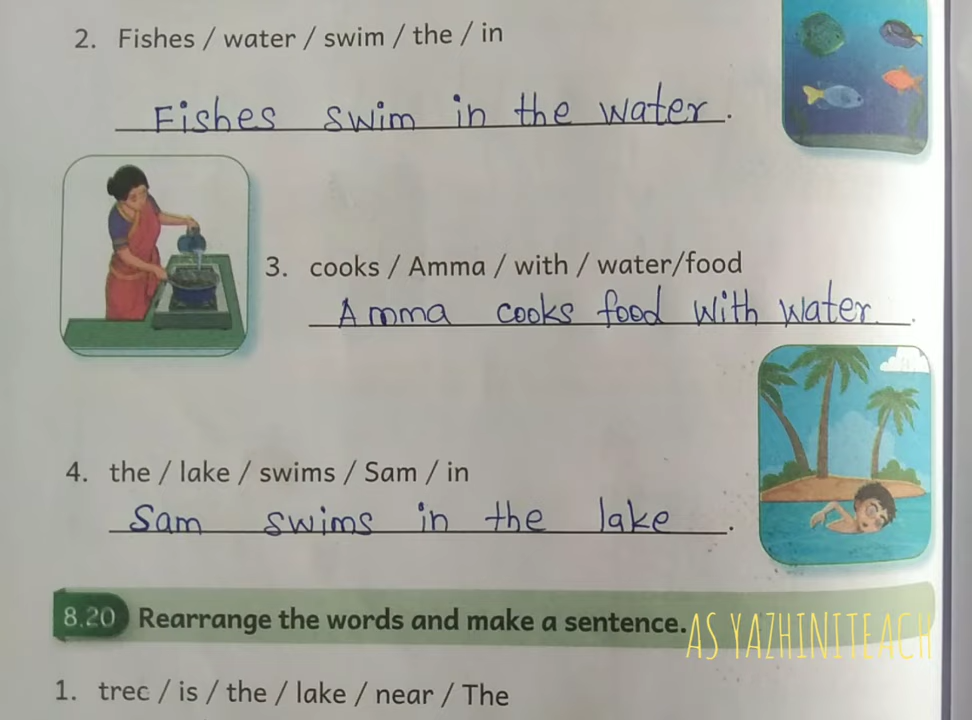 2. Fishes / water / swim / the / in
Fishes swim in the water.
3. cooks / Amma / with / water/food
Amma cooks food with water.
4. the / lake / swims / Sam / in
Sam swims in the lake.
8.20 Rearrange the words and make a sentence.
AS YAZHINITEACH
1. tree / is / the / lake / near / The